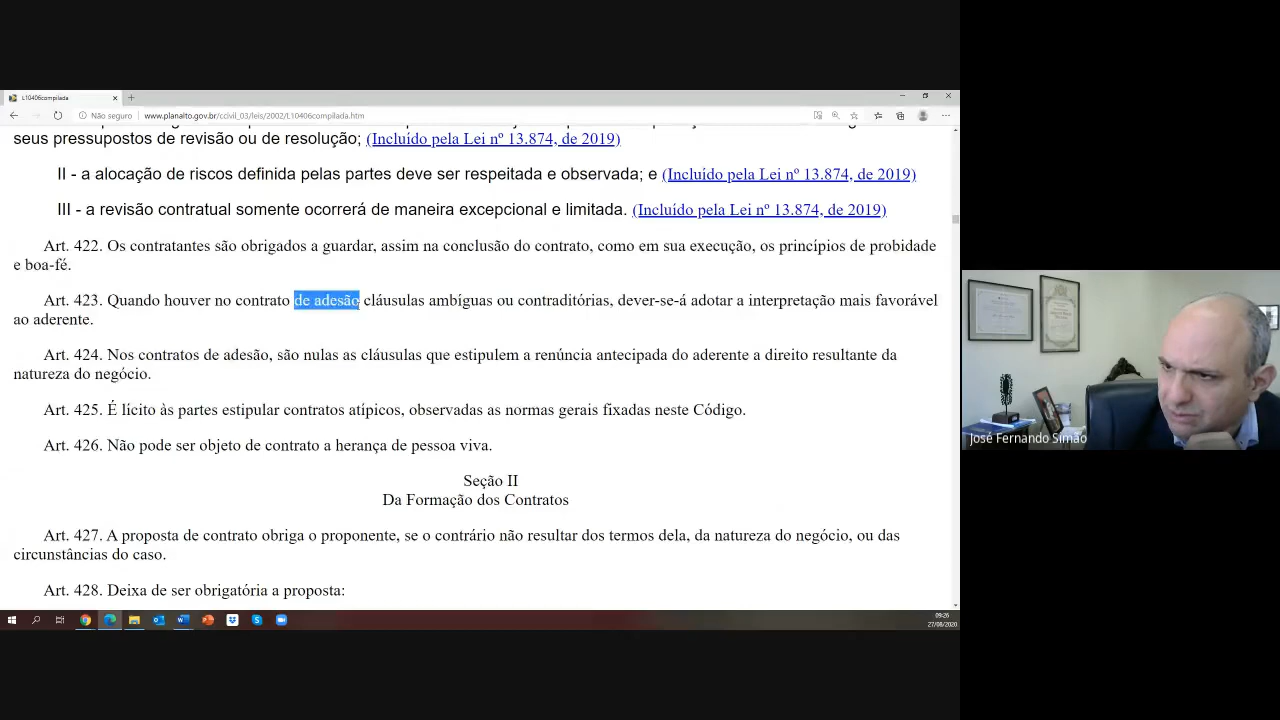 L10406compilada
Não seguro
www.planalto.gov.br/ccivil_03/leis/2002/L10406compilada.htm
seus pressupostos de revisão ou de resolução; (Incluído pela Lei nº 13.874, de 2019)
II - a alocação de riscos definida pelas partes deve ser respeitada e observada; e (Incluído pela Lei nº 13.874, de 2019)
III - a revisão contratual somente ocorrerá de maneira excepcional e limitada. (Incluído pela Lei nº 13.874, de 2019)
Art. 422. Os contratantes são obrigados a guardar, assim na conclusão do contrato, como em sua execução, os princípios de probidade
e boa-fé.
Art. 423. Quando houver no contrato de adesão cláusulas ambíguas ou contraditórias, dever-se-á adotar a interpretação mais favorável
ao aderente.
Art. 424. Nos contratos de adesão, são nulas as cláusulas que estipulem a renúncia antecipada do aderente a direito resultante da
natureza do negócio.
Art. 425. É lícito às partes estipular contratos atípicos, observadas as normas gerais fixadas neste Código.
Art. 426. Não pode ser objeto de contrato a herança de pessoa viva.
Seção II
Da Formação dos Contratos
Art. 427. A proposta de contrato obriga o proponente, se o contrário não resultar dos termos dela, da natureza do negócio, ou das
circunstâncias do caso.
Art. 428. Deixa de ser obrigatória a proposta:
09:26
27/08/2020
José Fernando Simão